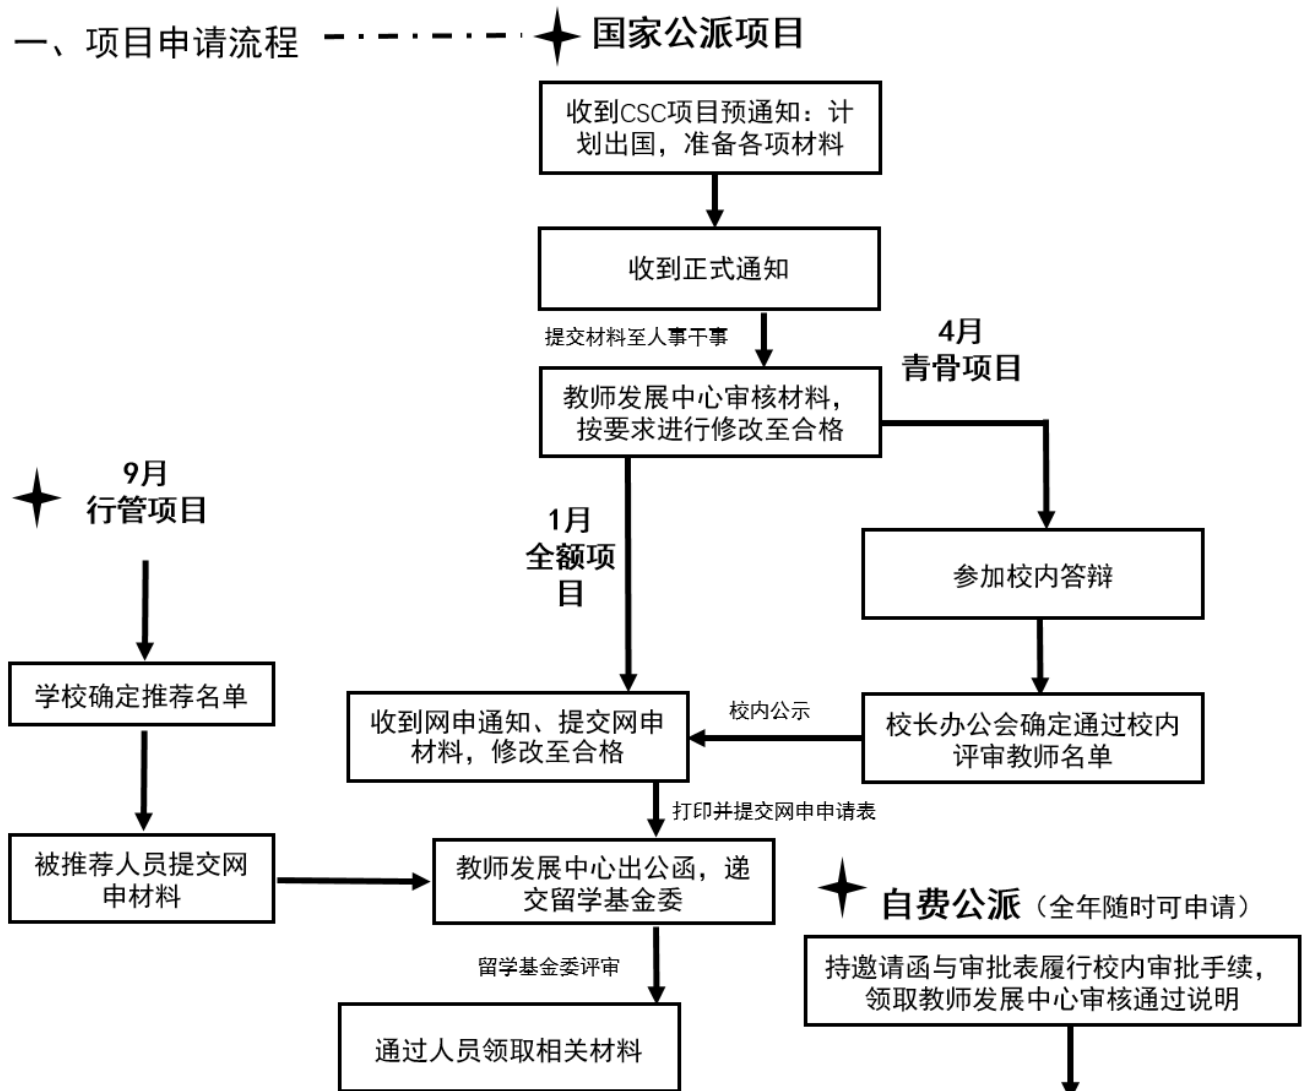 一、项目申请流程
国家公派项目
收到CSC项目预通知：计
划出国，准备各项材料
收到正式通知
提交材料至人事干事
教师发展中心审核材料，
按要求进行修改至合格
4月
青骨项目
9月
行管项目
1月
全额项
目
参加校内答辩
学校确定推荐名单
收到网申通知、提交网申
材料，修改至合格
校内公示
校长办公会确定通过校内
评审教师名单
打印并提交网申申请表
被推荐人员提交网
申材料
教师发展中心出公函，递
交留学基金委
自费公派（全年随时可申请）
留学基金委评审
持邀请函与审批表履行校内审批手续，
领取教师发展中心审核通过说明
通过人员领取相关材料